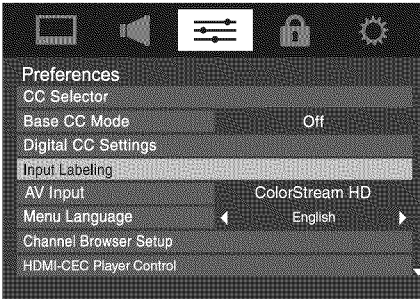 Preferences
CC Selector
Base CC Mode Off
Digital CC Settings
Input Labeling
AV Input ColorStream HD
Menu Language English
Channel Browser Setup
HDMI-CEC Player Control